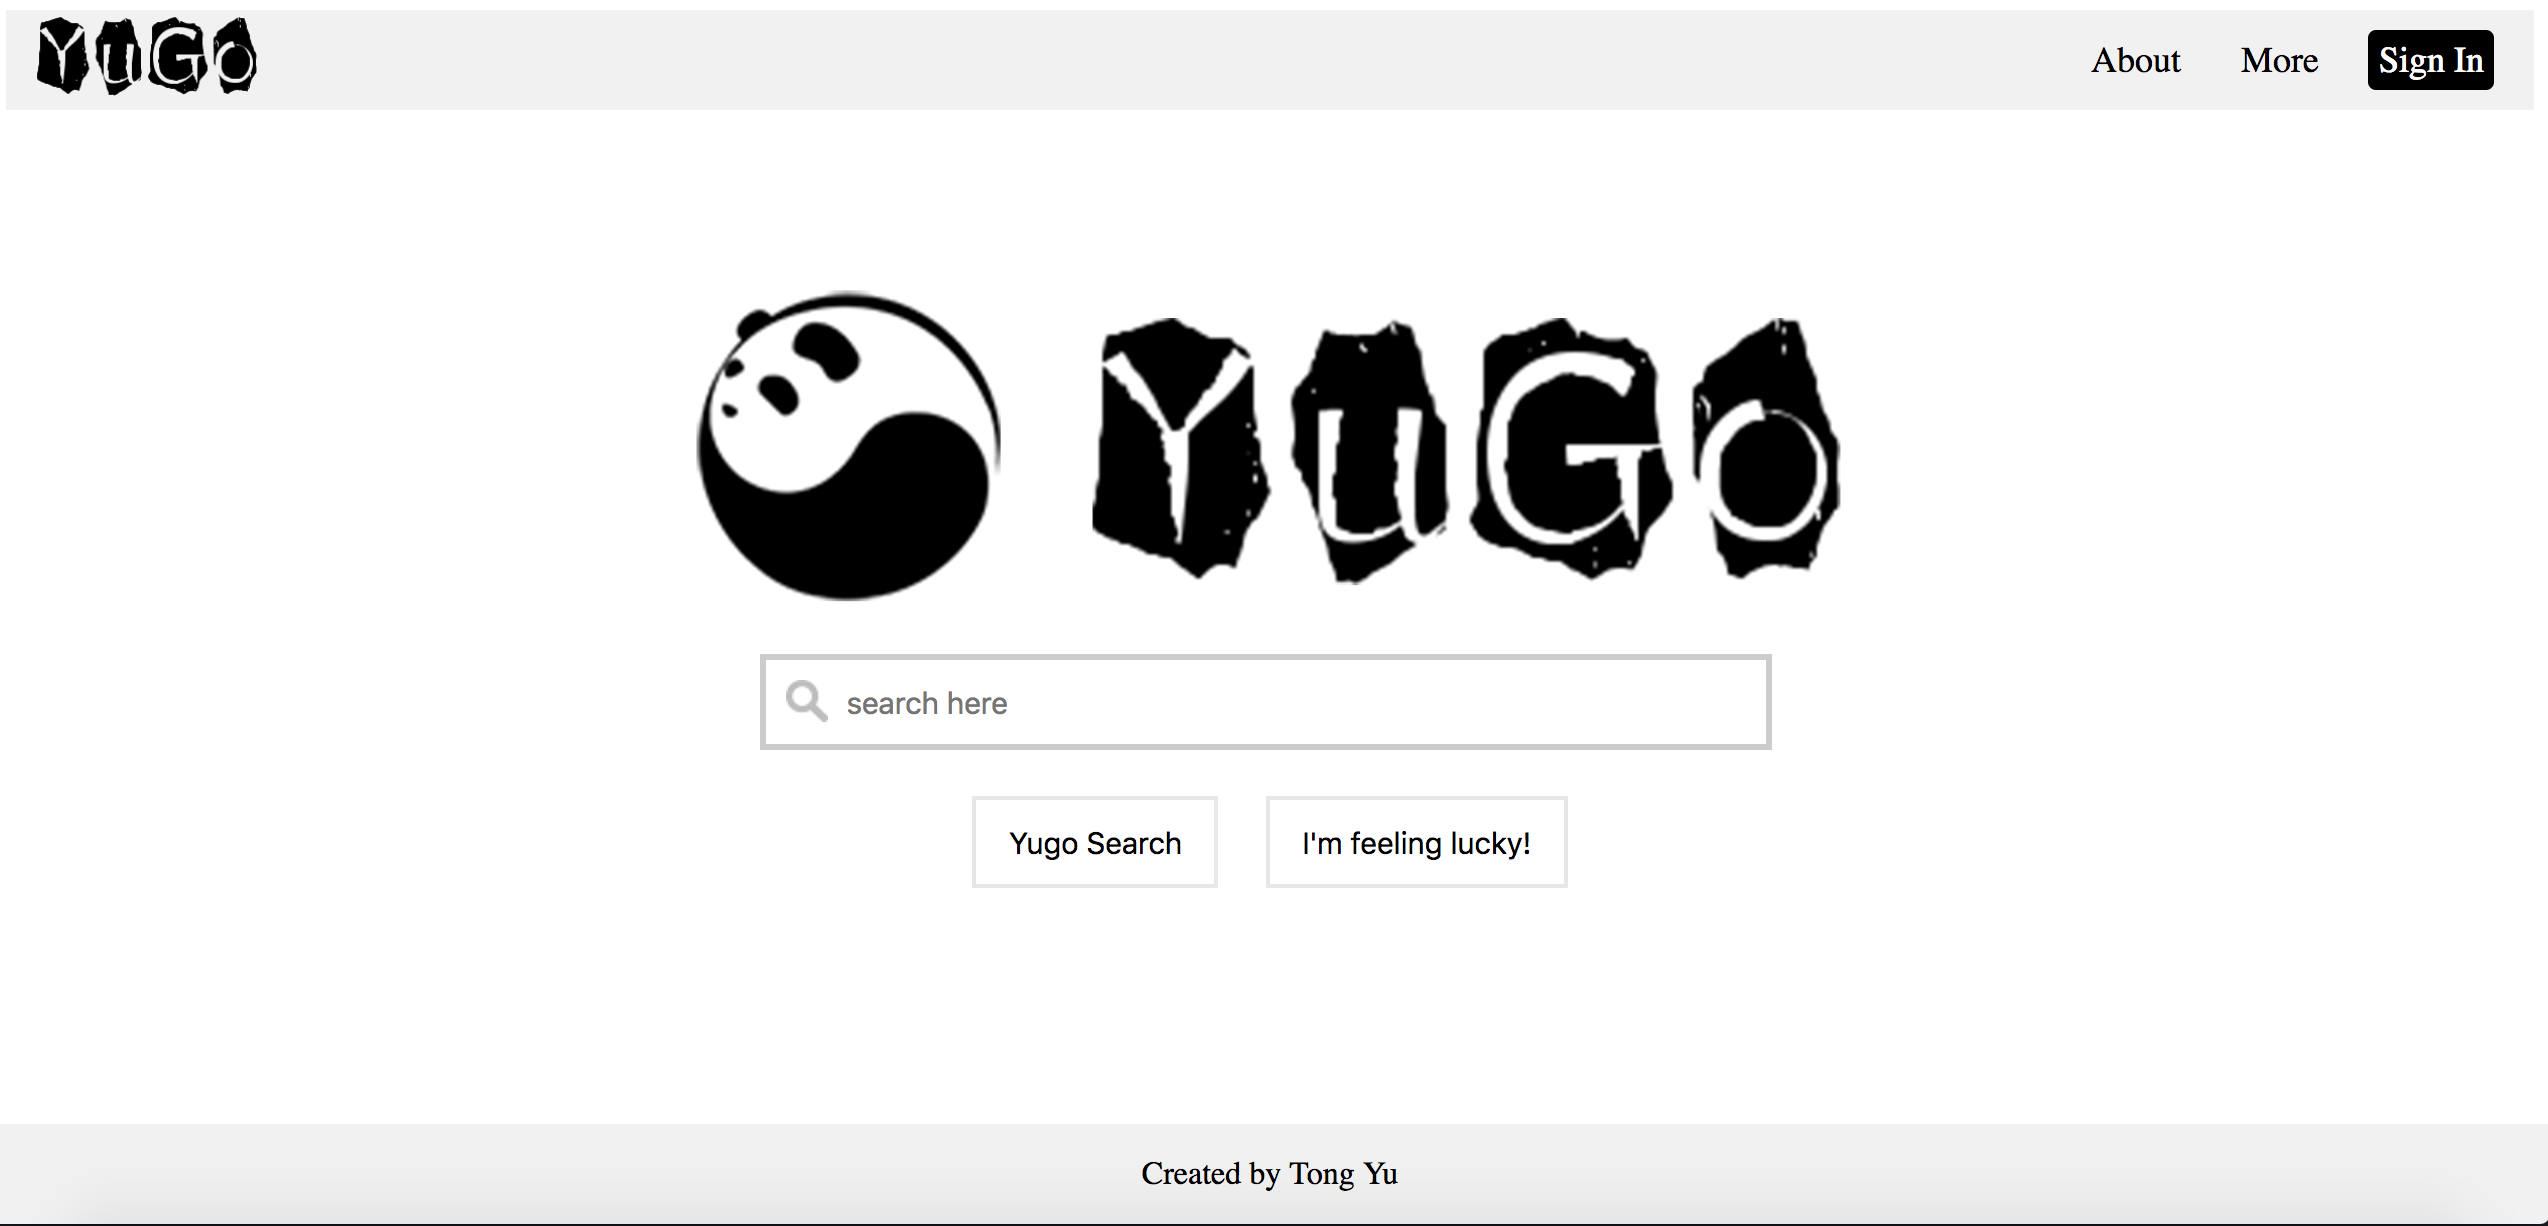 YuGo
About More Sign In
YuGo
search here
Yugo Search I'm feeling lucky!
Created by Tong Yu